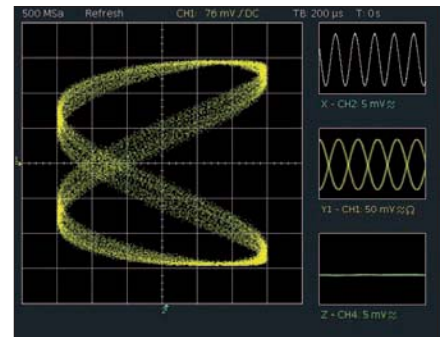 500 MSa Refresh CH1: 76 mV / DC TB: 200 µs T: 0 s
X - CH2: 5 mV ≂
Y1 - CH1: 50 mV ≂ Ω
Z - CH4: 5 mV ≂